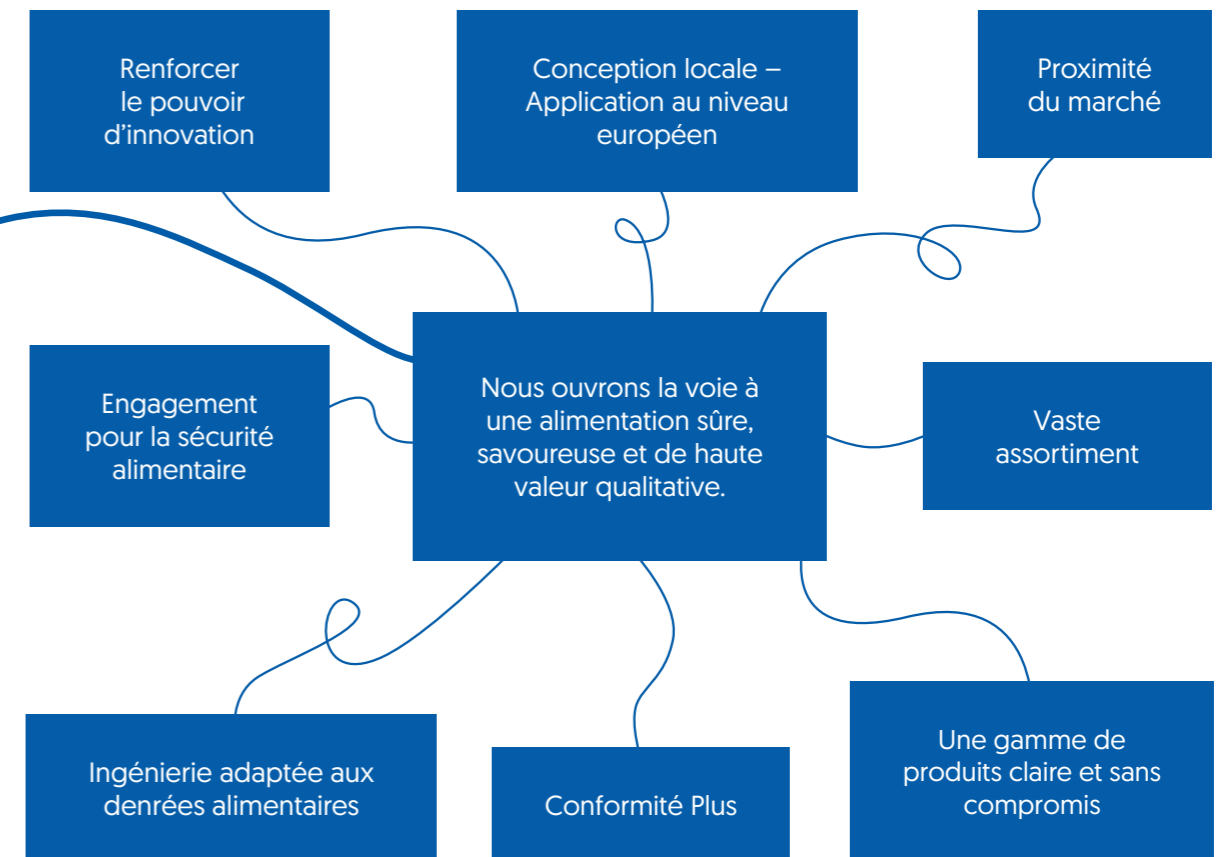 Renforcer
le pouvoir
d’innovation
Conception locale –
Application au niveau
européen
Proximité
du marché
Engagement
pour la sécurité
alimentaire
Nous ouvrons la voie à
une alimentation sûre,
savoureuse et de haute
valeur qualitative.
Vaste
assortiment
Ingénierie adaptée aux
denrées alimentaires
Conformité Plus
Une gamme de
produits claire et sans
compromis